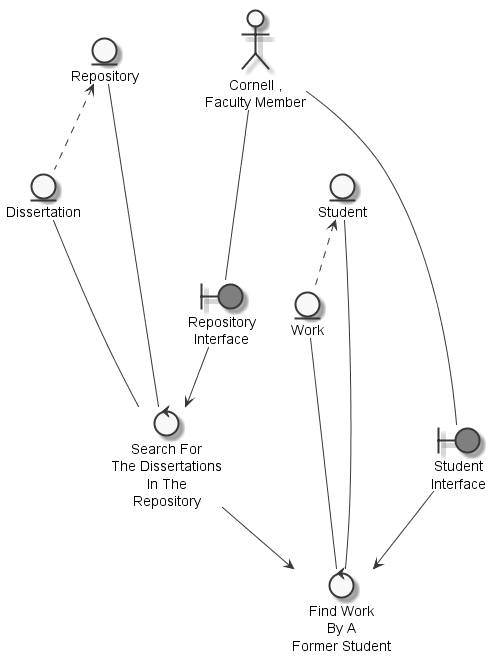 Repository
Cornell ,
Faculty Member
Dissertation
Student
Repository
Interface
Work
Search For
The Dissertations
In The
Repository
Student
Interface
Find Work
By A
Former Student